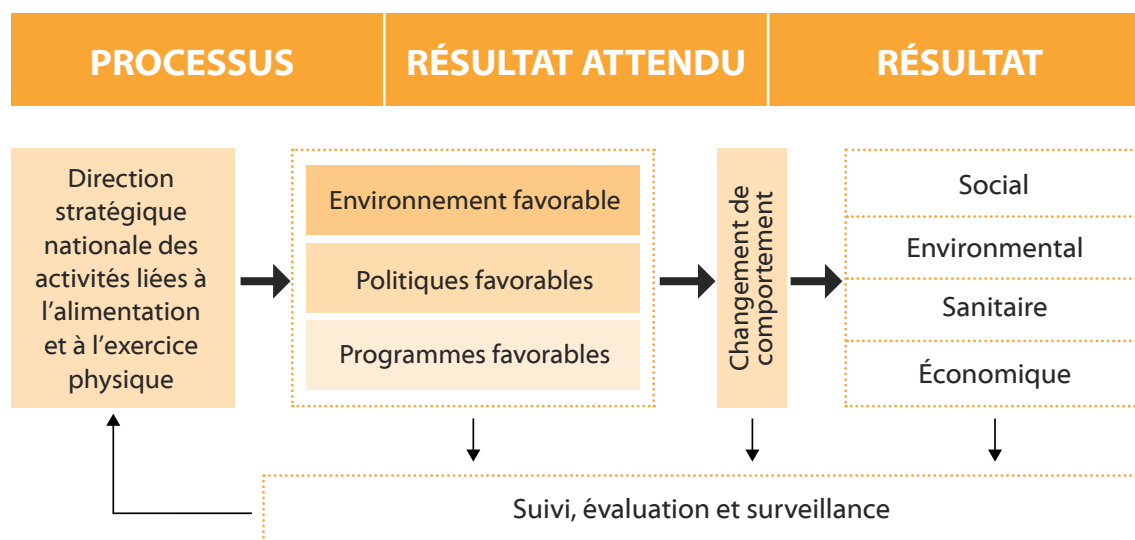 PROCESSUS
RÉSULTAT ATTENDU
RÉSULTAT
Direction
stratégique
nationale des
activités liées à
l’alimentation
et à l’exercice
physique
Environnement favorable
Politiques favorables
Programmes favorables
Changement de
comportement
Social
Environmental
Sanitaire
Économique
Suivi, évaluation et surveillance